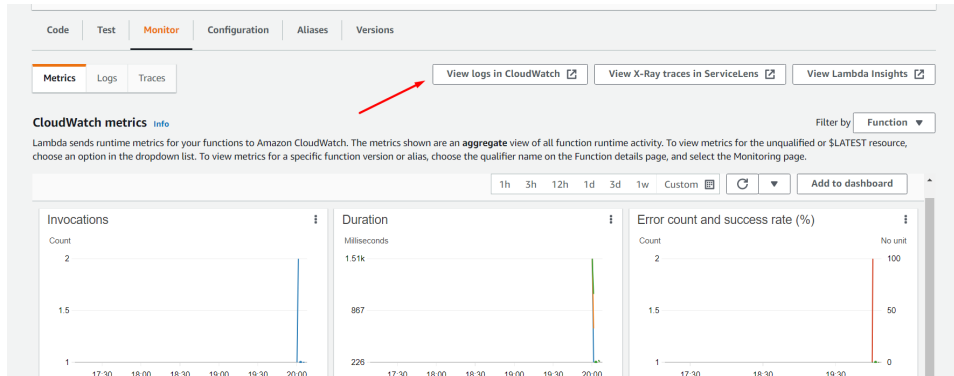 Code Test Monitor Configuration Aliases Versions
Metrics Logs Traces View logs in CloudWatch View X-Ray traces in ServiceLens View Lambda Insights
CloudWatch metrics Info Filter by Function
Lambda sends runtime metrics for your functions to Amazon CloudWatch. The metrics shown are an aggregate view of all function runtime activity. To view metrics for the unqualified or $LATEST resource,
choose an option in the dropdown list. To view metrics for a specific function version or alias, choose the qualifier name on the Function details page, and select the Monitoring page.
1h 3h 12h 1d 3d 1w Custom Add to dashboard
Invocations
Count
2
1.5
1
17:30 18:00 18:30 19:00 19:30 20:00
Duration
Milliseconds
1.51k
867
226
17:30 18:00 18:30 19:00 19:30 20:00
Error count and success rate (%)
Count No unit
2 100
1.5 50
1 0
17:30 18:30 19:30